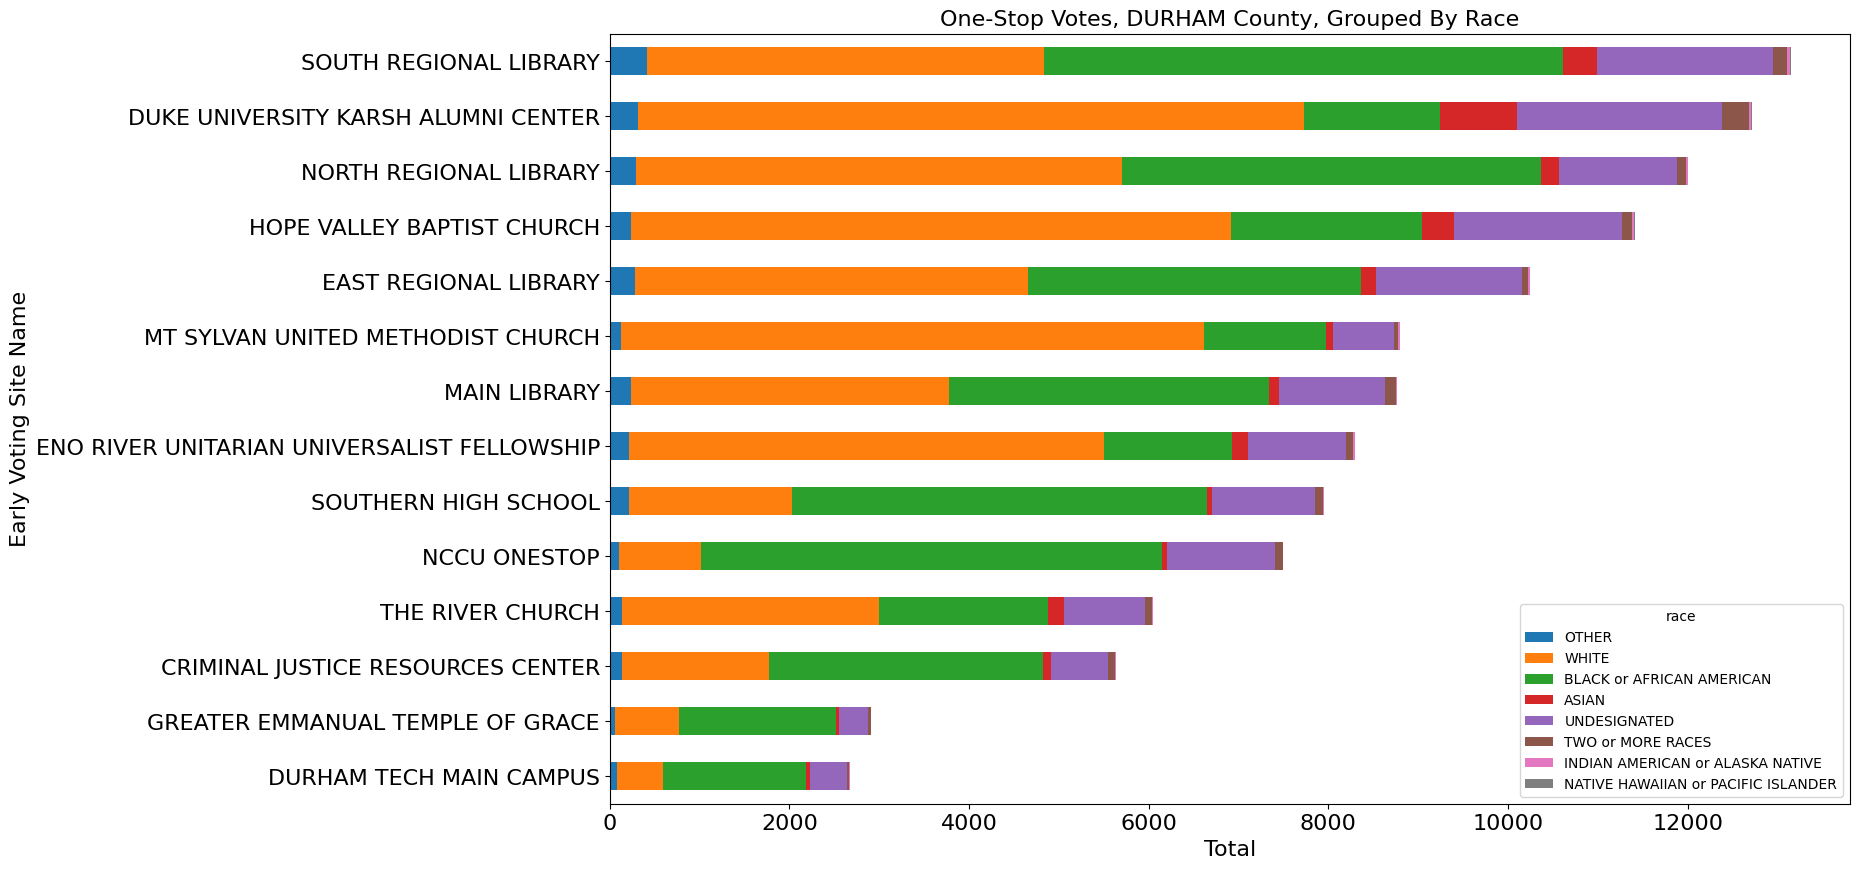 One-Stop Votes, DURHAM County, Grouped By Race
Early Voting Site Name
SOUTH REGIONAL LIBRARY
DUKE UNIVERSITY KARSH ALUMNI CENTER
NORTH REGIONAL LIBRARY
HOPE VALLEY BAPTIST CHURCH
EAST REGIONAL LIBRARY
MT SYLVAN UNITED METHODIST CHURCH
MAIN LIBRARY
ENO RIVER UNITARIAN UNIVERSALIST FELLOWSHIP
SOUTHERN HIGH SCHOOL
NCCU ONESTOP
THE RIVER CHURCH
CRIMINAL JUSTICE RESOURCES CENTER
GREATER EMMANUAL TEMPLE OF GRACE
DURHAM TECH MAIN CAMPUS
race
OTHER
WHITE
BLACK or AFRICAN AMERICAN
ASIAN
UNDESIGNATED
TWO or MORE RACES
INDIAN AMERICAN or ALASKA NATIVE
NATIVE HAWAIIAN or PACIFIC ISLANDER
0 2000 4000 6000 8000 10000 12000
Total